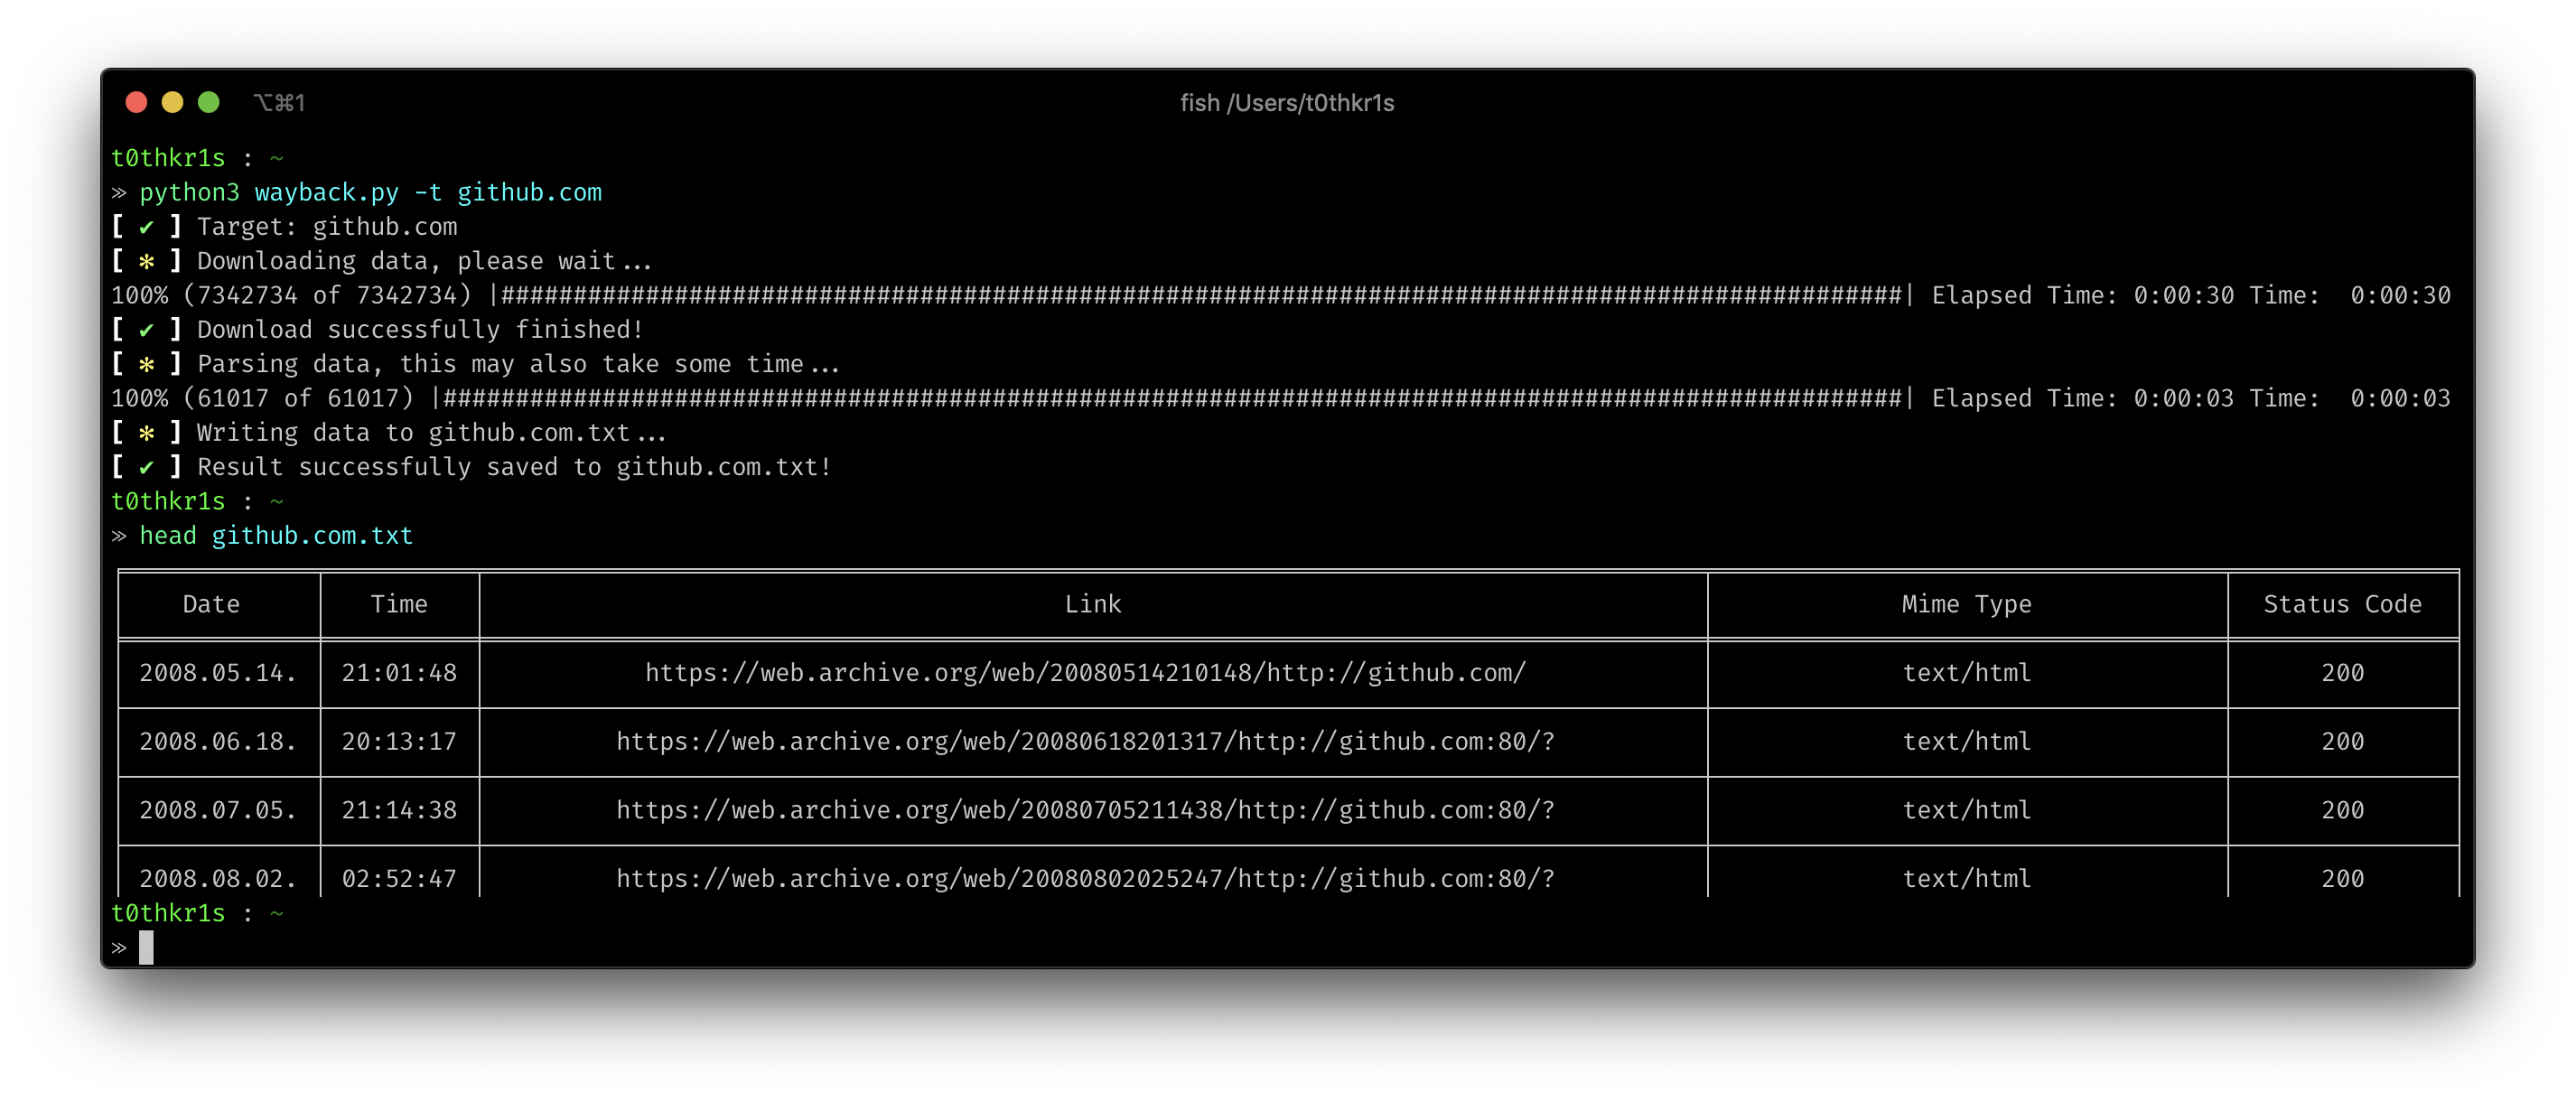 ⌥⌘1 fish /Users/t0thkr1s
t0thkr1s : ~
» python3 wayback.py -t github.com
[ ✔ ] Target: github.com
[ ✻ ] Downloading data, please wait...
100% (7342734 of 7342734) |#################################################################################################| Elapsed Time: 0:00:30 Time:  0:00:30
[ ✔ ] Download successfully finished!
[ ✻ ] Parsing data, this may also take some time...
100% (61017 of 61017) |#####################################################################################################| Elapsed Time: 0:00:03 Time:  0:00:03
[ ✻ ] Writing data to github.com.txt...
[ ✔ ] Result successfully saved to github.com.txt!
t0thkr1s : ~
» head github.com.txt
Date Time Link Mime Type Status Code
2008.05.14. 21:01:48 https://web.archive.org/web/20080514210148/http://github.com/ text/html 200
2008.06.18. 20:13:17 https://web.archive.org/web/20080618201317/http://github.com:80/? text/html 200
2008.07.05. 21:14:38 https://web.archive.org/web/20080705211438/http://github.com:80/? text/html 200
2008.08.02. 02:52:47 https://web.archive.org/web/20080802025247/http://github.com:80/? text/html 200
t0thkr1s : ~
»